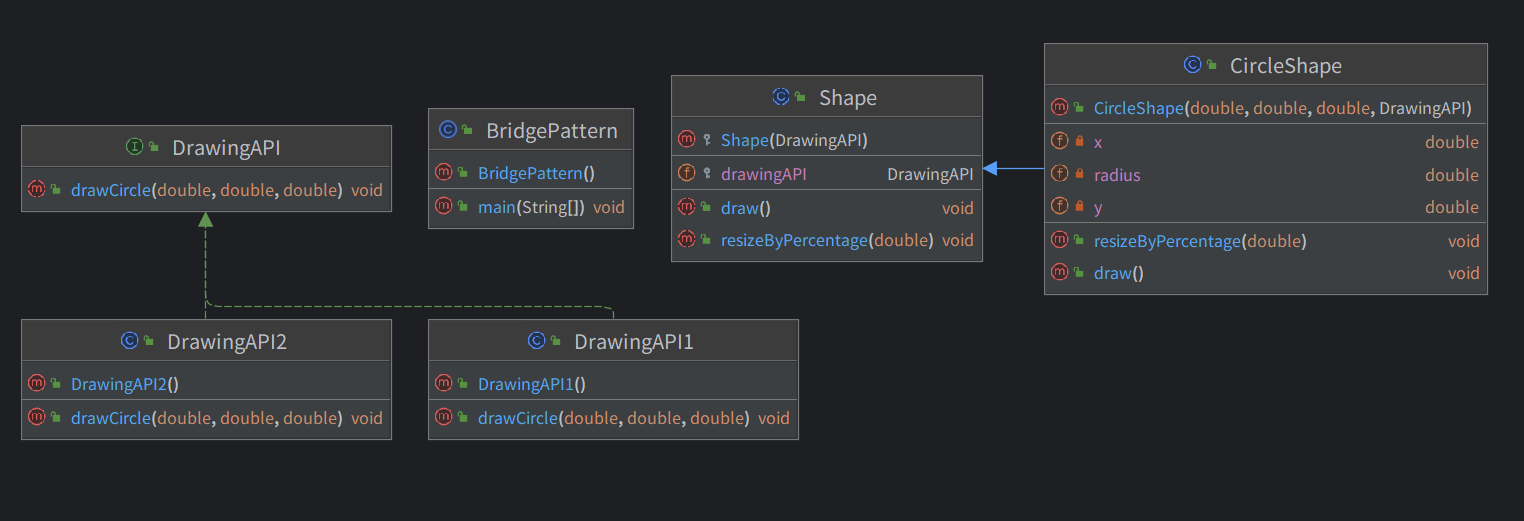 DrawingAPI
drawCircle(double, double, double) void
BridgePattern
BridgePattern()
main(String[]) void
Shape
Shape(DrawingAPI)
drawingAPI DrawingAPI
draw() void
resizeByPercentage(double) void
CircleShape
CircleShape(double, double, double, DrawingAPI)
x double
radius double
y double
resizeByPercentage(double) void
draw() void
DrawingAPI2
DrawingAPI2()
drawCircle(double, double, double) void
DrawingAPI1
DrawingAPI1()
drawCircle(double, double, double) void